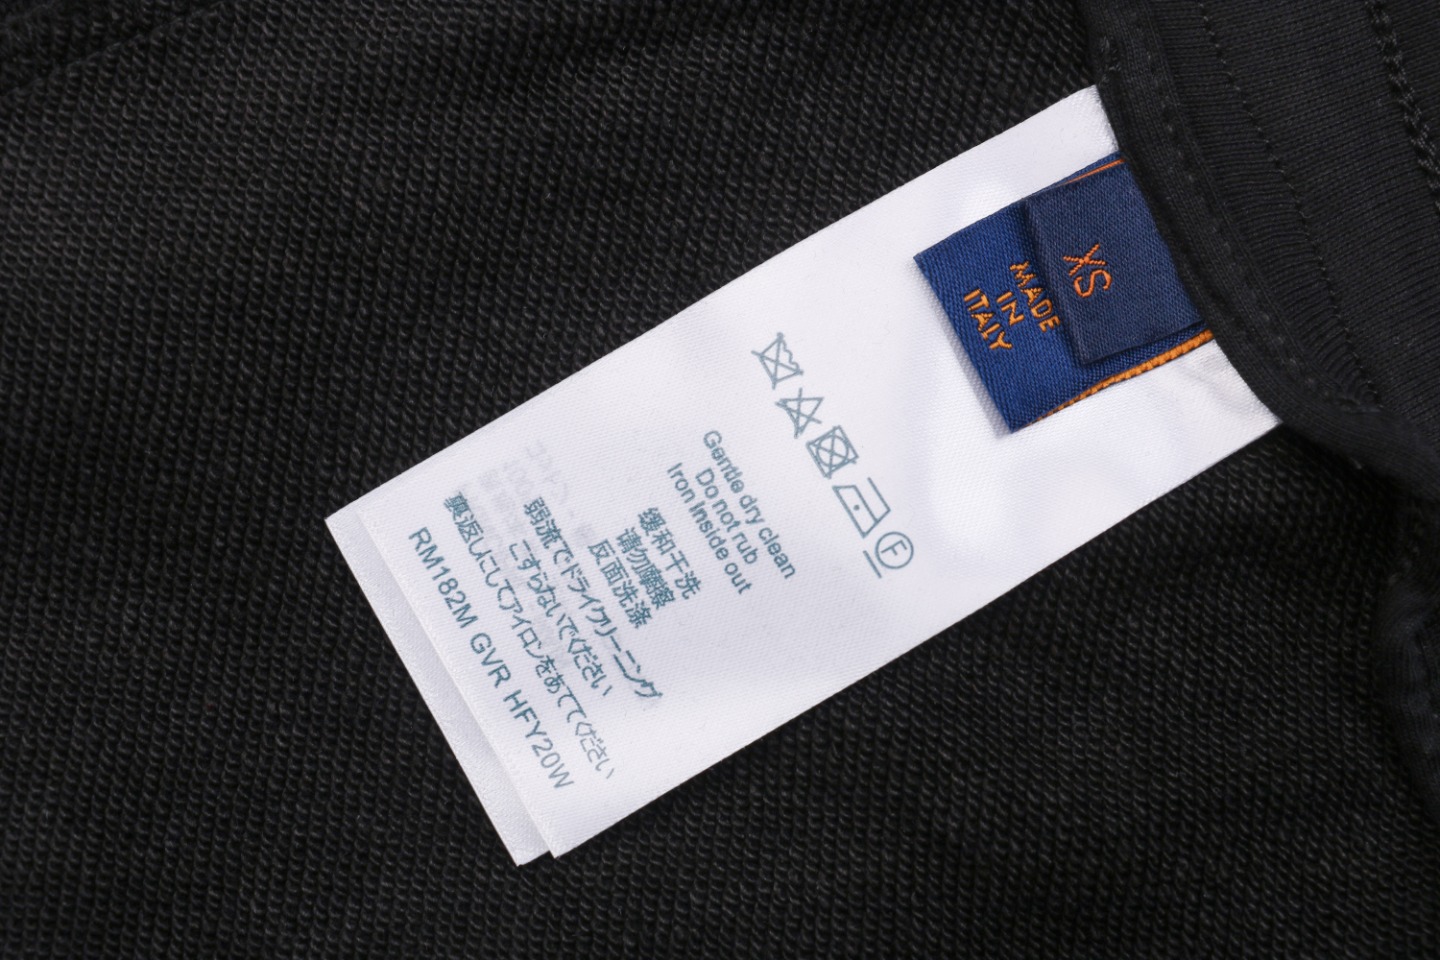 XS
MADE
IN
ITALY
F
Gentle dry clean
Do not rub
Iron inside out
缓和干洗
请勿摩擦
反面洗涤
弱流でドライクリーニング
こすらないでください
裏返しにしてアイロンをあててください
RM182M GVR HFY20W